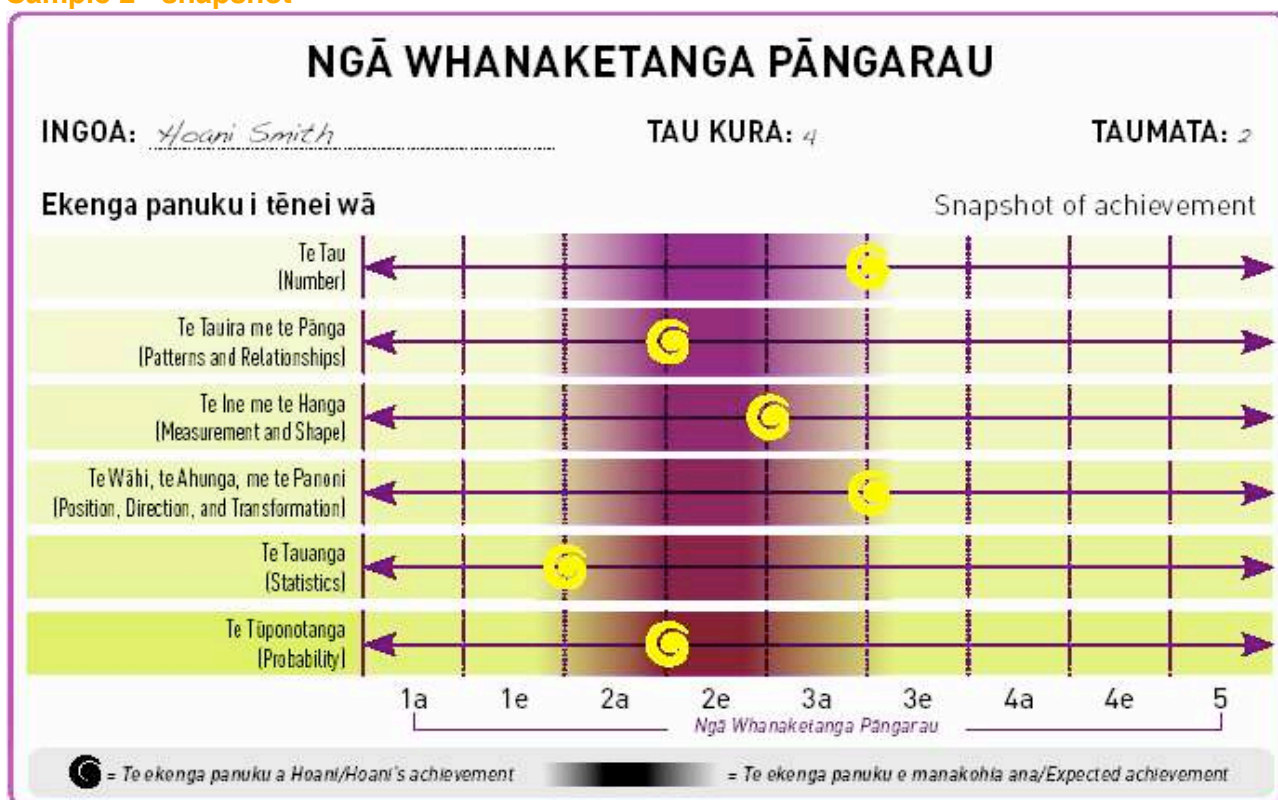 Sample 2 - snapshot
NGĀ WHANAKETANGA PĀNGARAU
INGOA: Hoani Smith TAU KURA: 4 TAUMATA: 2
Ekenga panuku i tēnei wā Snapshot of achievement
Te Tau
(Number)
Te Tauira me te Pānga
(Patterns and Relationships)
Te Ine me te Hanga
(Measurement and Shape)
Te Wāhi, te Ahunga, me te Panoni
(Position, Direction, and Transformation)
Te Tauanga
(Statistics)
Te Tūponotanga
(Probability)
1a 1e 2a 2e 3a 3e 4a 4e 5
Ngā Whanaketanga Pāngarau
= Te ekenga panuku a Hoani/Hoani's achievement = Te ekenga panuku e manakohia ana/Expected achievement